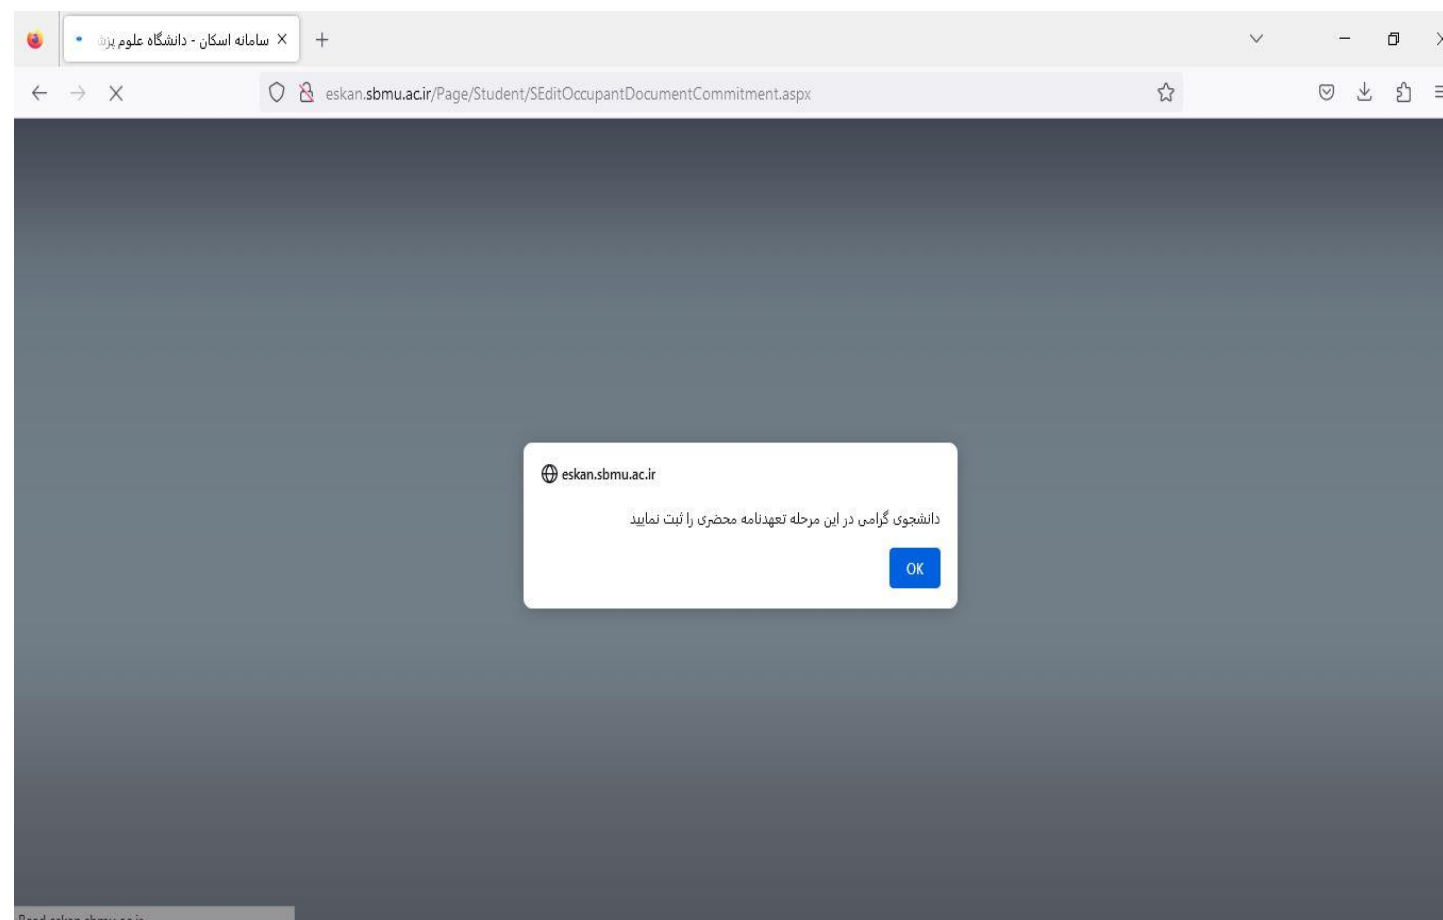 سامانه اسکان - دانشگاه علوم پزش
eskan.sbmu.ac.ir/Page/Student/SEditOccupantDocumentCommitment.aspx
eskan.sbmu.ac.ir
دانشجوی گرامی در این مرحله تعهدنامه محضری را ثبت نمایید
OK